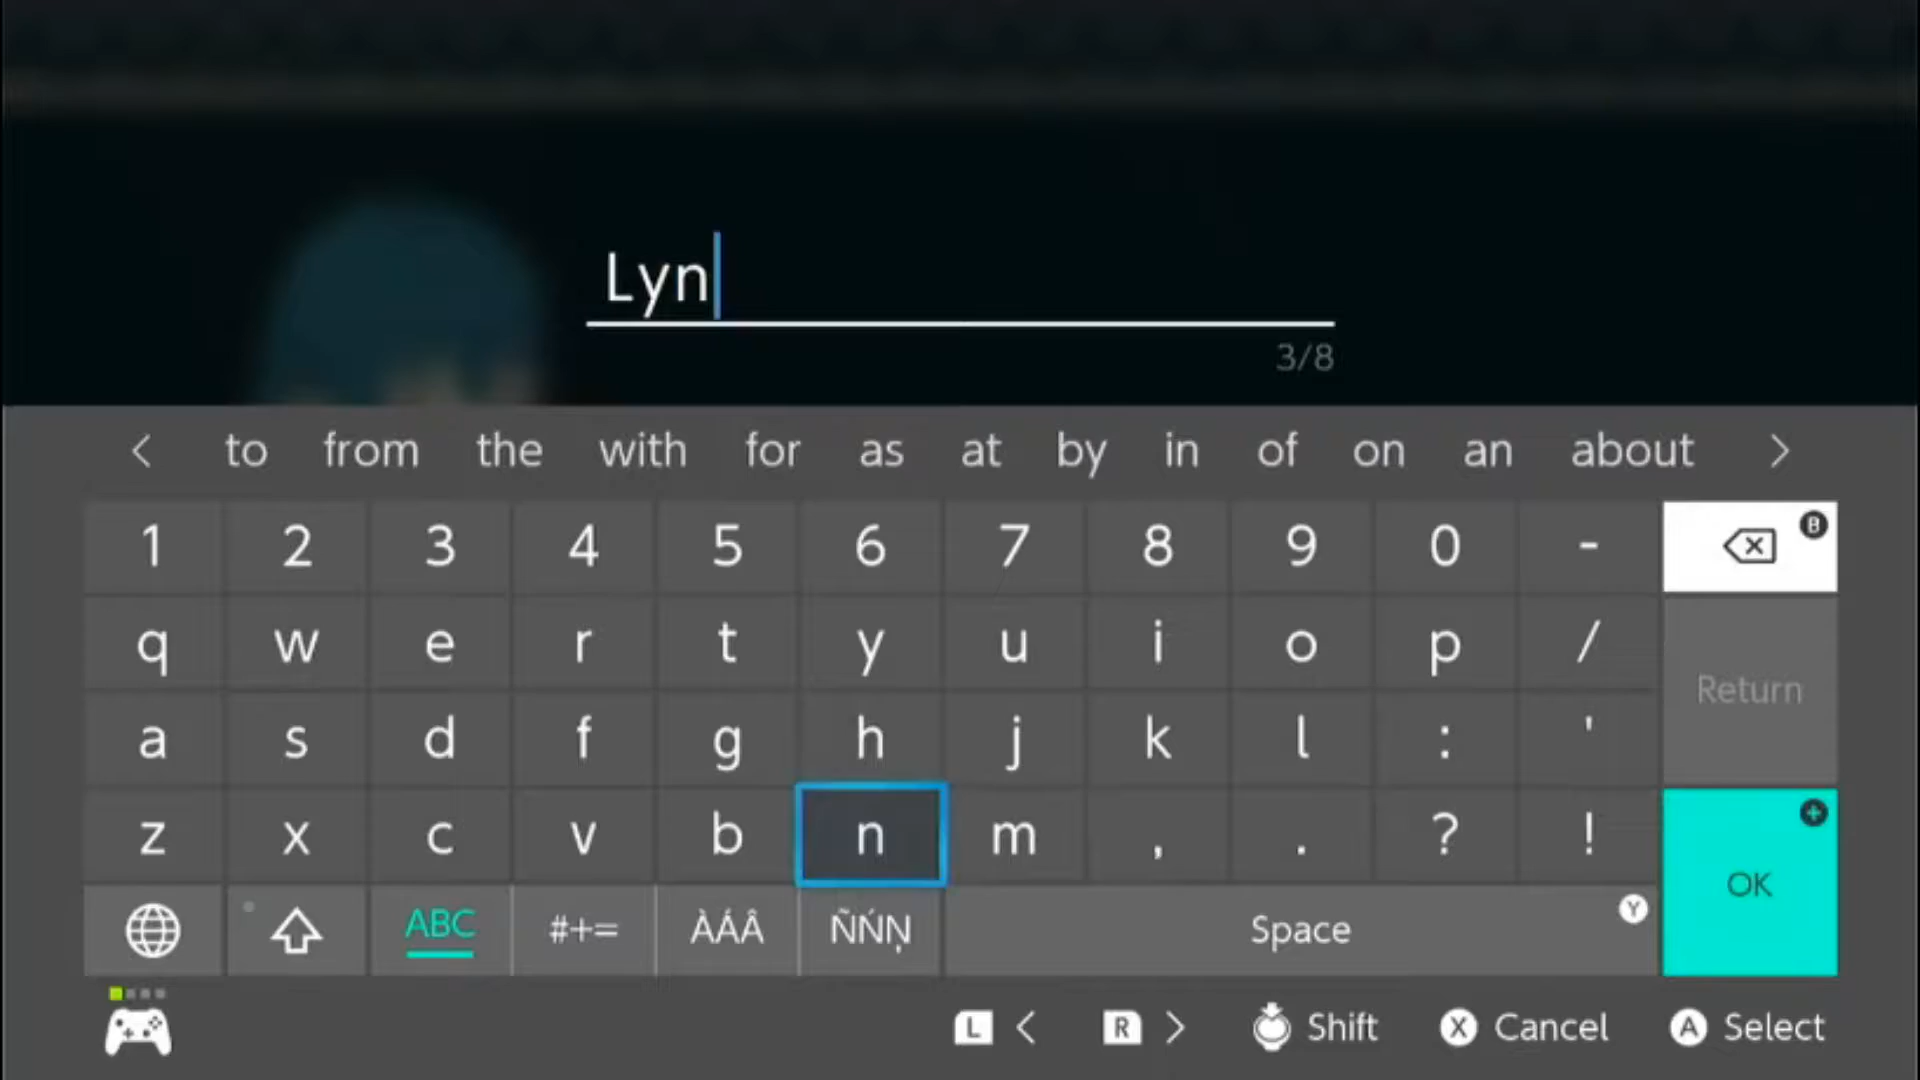 Lyn
3/8
< to from the with for as at by in of on an about >
1 2 3 4 5 6 7 8 9 0 - B
q w e r t y u i o p /
Return
a s d f g h j k l : '
z x c v b n m , . ? !
OK
ABC #+= ÀÁÂ ÑŃŅ Space Y
L < R > Shift X Cancel A Select